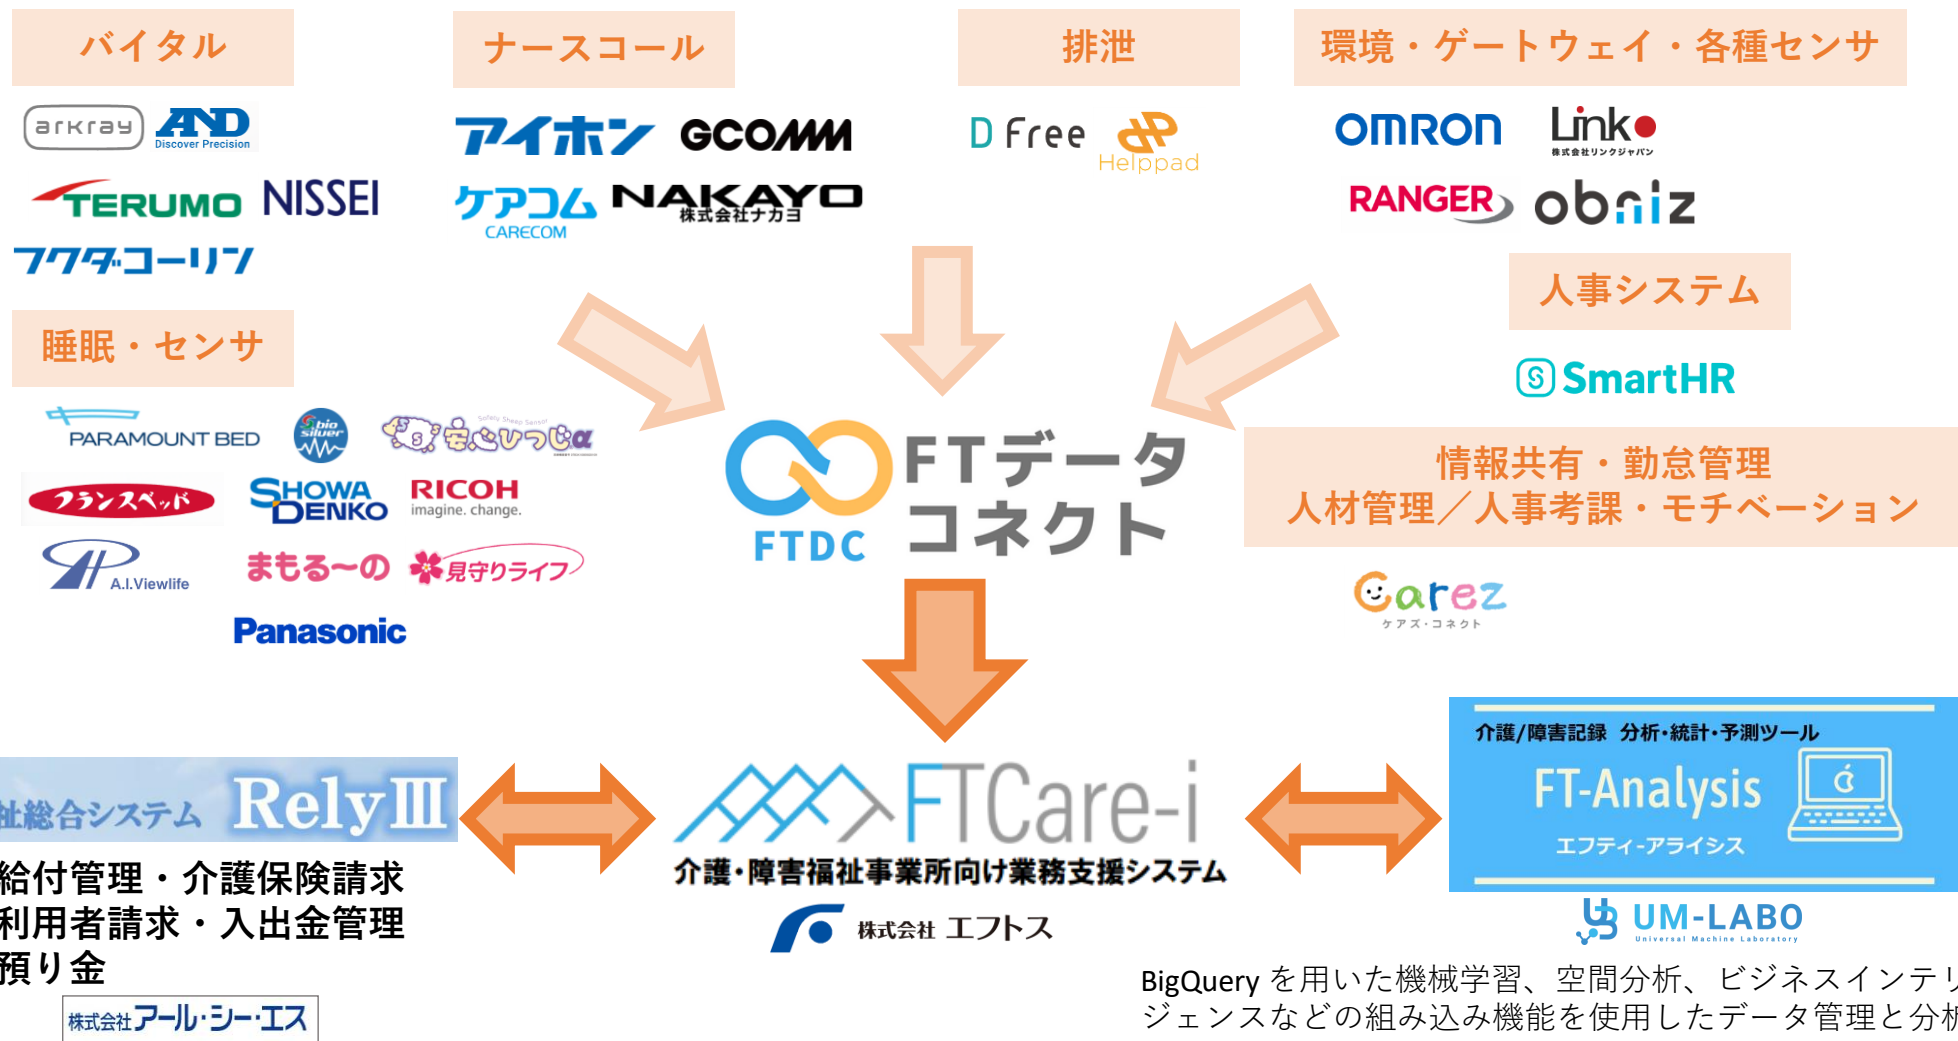 バイタル
arkray
AND
Discover Precision
TERUMO
NISSEI
フクダコーリン
ナースコール
アイホン
GCOMM
ケアコム
CARECOM
NAKAYO
株式会社ナカヨ
排泄
D Free
Helppad
環境・ゲートウェイ・各種センサ
OMRON
Link
株式会社リンクジャパン
RANGER
obniz
人事システム
SmartHR
睡眠・センサ
PARAMOUNT BED
bio
silver
Safety Sheep Sensor
安心ひつじα
フランスベッド
SHOWA
DENKO
RICOH
imagine. change.
A.I.Viewlife
まもる〜の
見守りライフ
Panasonic
FTデータ
コネクト
FTDC
情報共有・勤怠管理
人材管理／人事考課・モチベーション
Carez
ケアズ・コネクト
祉総合システム RelyⅢ
給付管理・介護保険請求
利用者請求・入出金管理
預り金
株式会社アール・シー・エス
FTCare-i
介護・障害福祉事業所向け業務支援システム
株式会社 エフトス
介護/障害記録 分析・統計・予測ツール
FT-Analysis
エフティ-アライシス
UM-LABO
Universal Machine Laboratory
BigQuery を用いた機械学習、空間分析、ビジネスインテリ
ジェンスなどの組み込み機能を使用したデータ管理と分析